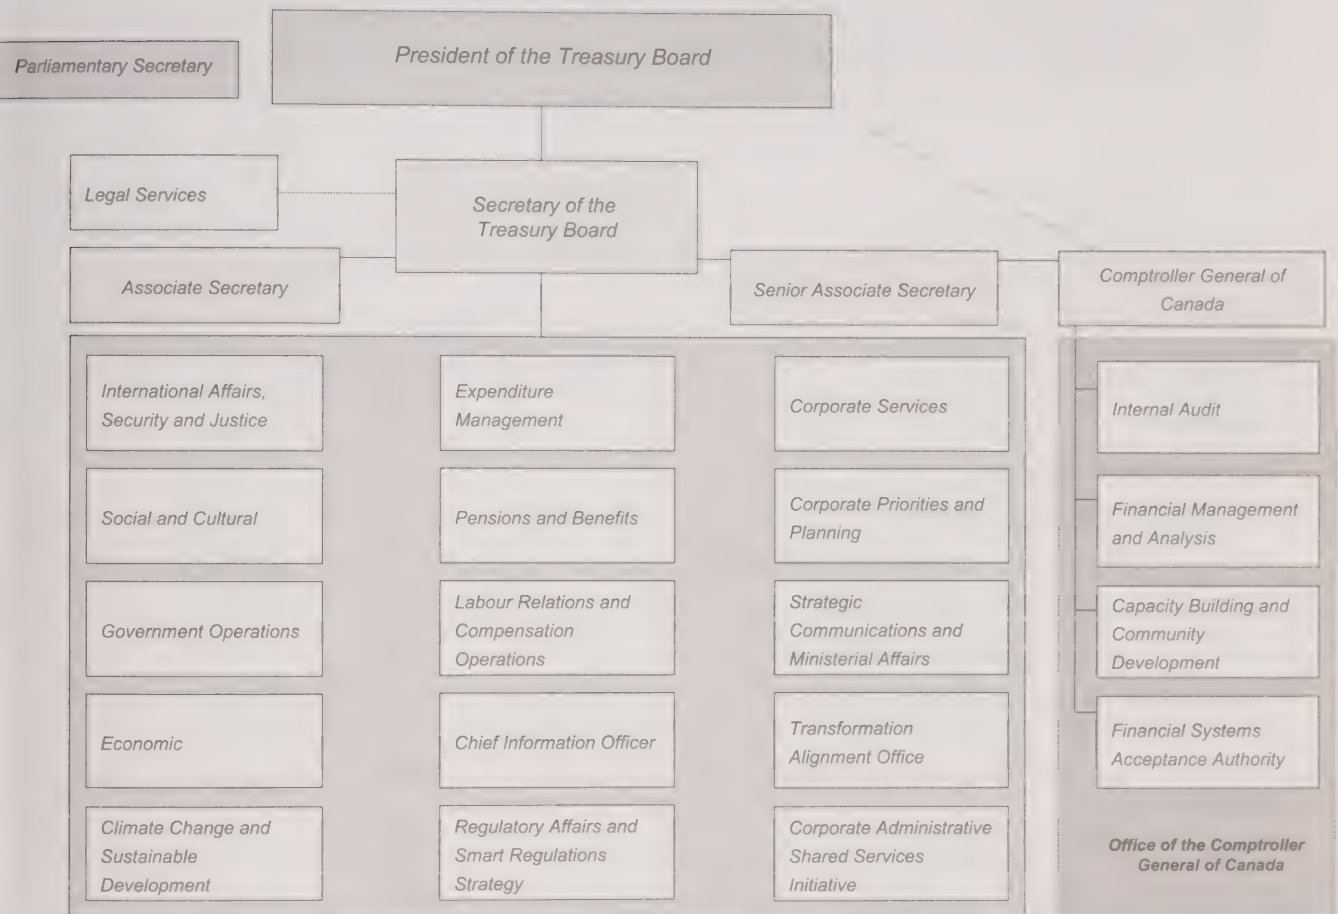 President of the Treasury Board
Parliamentary Secretary
Legal Services
Secretary of the
Treasury Board
Associate Secretary
Senior Associate Secretary
Comptroller General of
Canada
International Affairs,
Security and Justice
Expenditure
Management
Corporate Services
Internal Audit
Social and Cultural
Pensions and Benefits
Corporate Priorities and
Planning
Financial Management
and Analysis
Government Operations
Labour Relations and
Compensation
Operations
Strategic
Communications and
Ministerial Affairs
Capacity Building and
Community
Development
Economic
Chief Information Officer
Transformation
Alignment Office
Financial Systems
Acceptance Authority
Climate Change and
Sustainable
Development
Regulatory Affairs and
Smart Regulations
Strategy
Corporate Administrative
Shared Services
Initiative
Office of the Comptroller
General of Canada